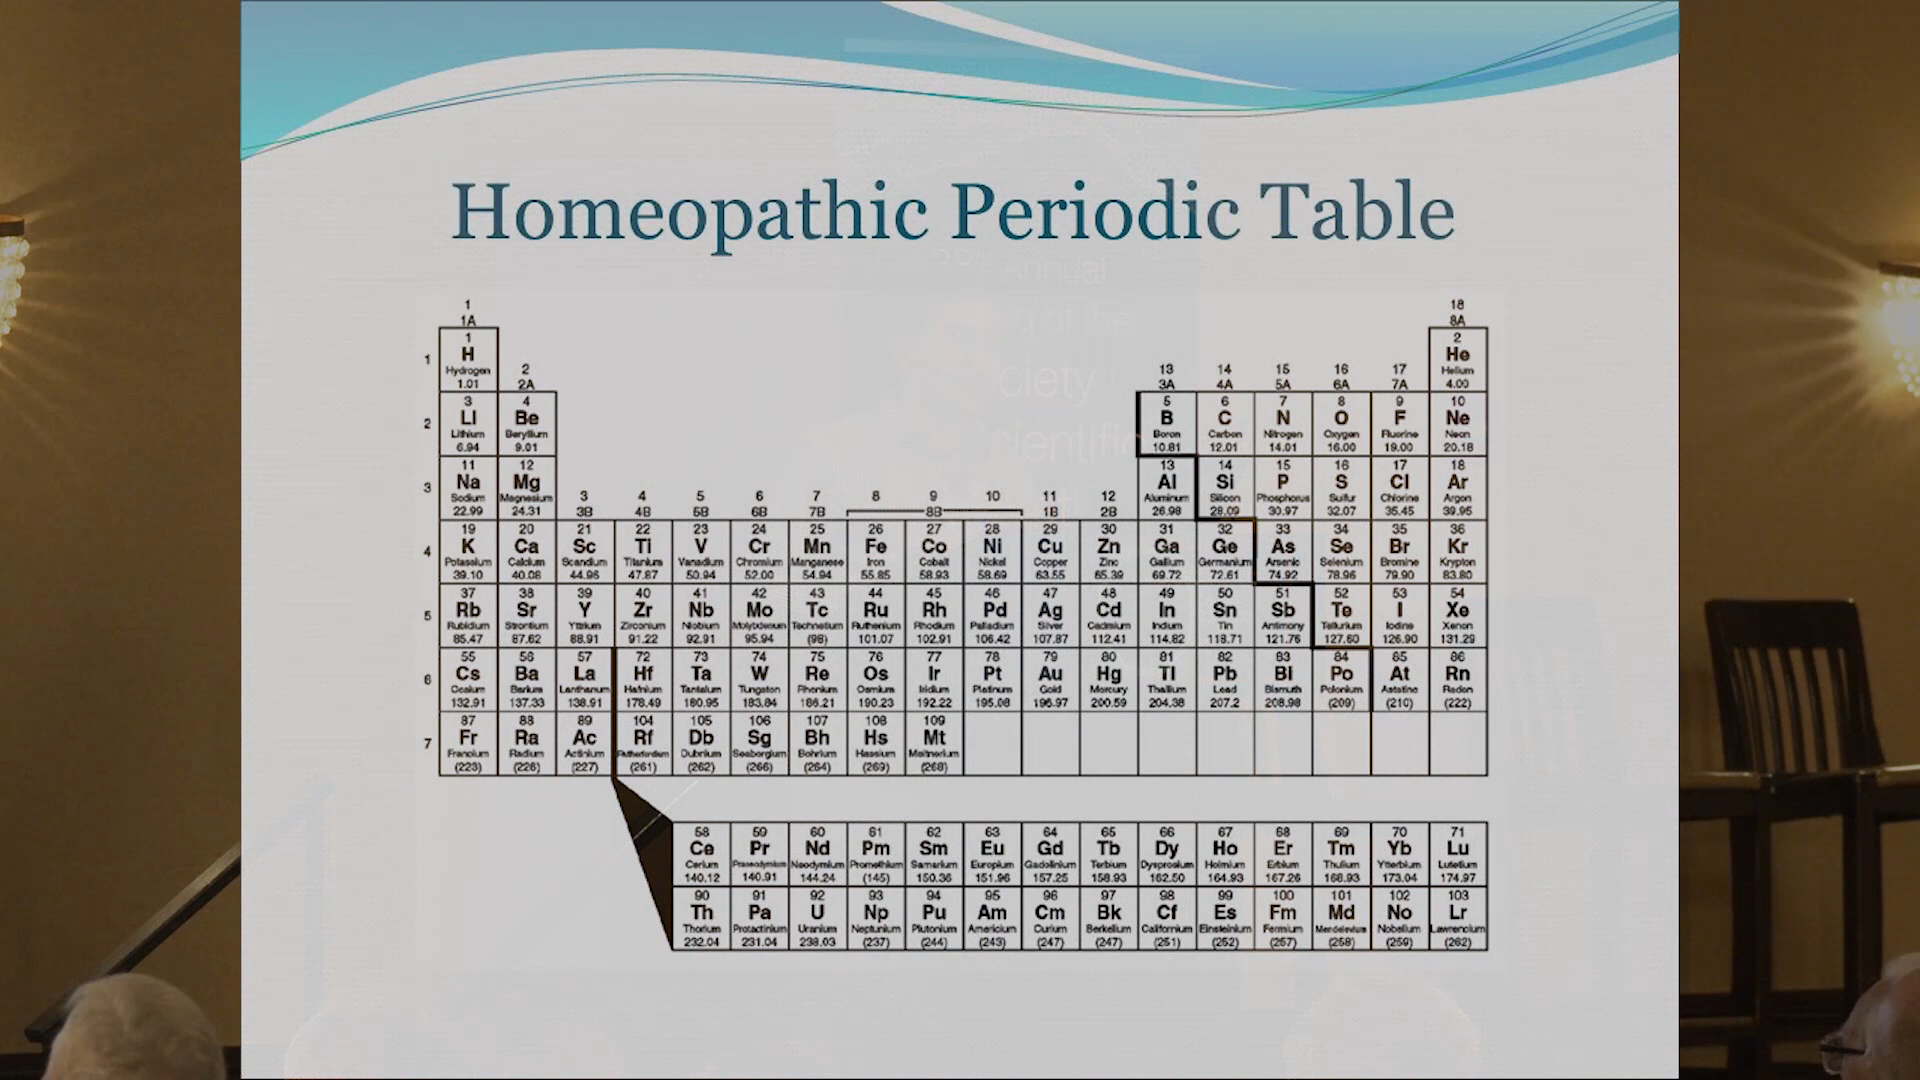 Homeopathic Periodic Table
Annual
ciety
cientific
1 18
1A 8A
1 2
1 H He
Hydrogen 2 13 14 15 16 17 Helium
1.01 2A 3A 4A 5A 6A 7A 4.00
3 4 5 6 7 8 9 10
2 Li Be B C N O F Ne
Lithium Beryllium Boron Carbon Nitrogen Oxygen Fluorine Neon
6.94 9.01 10.81 12.01 14.01 16.00 19.00 20.18
11 12 13 14 15 16 17 18
3 Na Mg Al Si P S Cl Ar
Sodium Magnesium 3 4 5 6 7 8 9 10 11 12 Aluminum Silicon Phosphorus Sulfur Chlorine Argon
22.99 24.31 3B 4B 5B 6B 7B 8B 1B 2B 26.98 28.09 30.97 32.07 35.45 39.95
19 20 21 22 23 24 25 26 27 28 29 30 31 32 33 34 35 36
4 K Ca Sc Ti V Cr Mn Fe Co Ni Cu Zn Ga Ge As Se Br Kr
Potassium Calcium Scandium Titanium Vanadium Chromium Manganese Iron Cobalt Nickel Copper Zinc Gallium Germanium Arsenic Selenium Bromine Krypton
39.10 40.08 44.96 47.87 50.94 52.00 54.94 55.85 58.93 58.69 63.55 65.39 69.72 72.61 74.92 78.96 79.90 83.80
37 38 39 40 41 42 43 44 45 46 47 48 49 50 51 52 53 54
5 Rb Sr Y Zr Nb Mo Tc Ru Rh Pd Ag Cd In Sn Sb Te I Xe
Rubidium Strontium Yttrium Zirconium Niobium Molybdenum Technetium Ruthenium Rhodium Palladium Silver Cadmium Indium Tin Antimony Tellurium Iodine Xenon
85.47 87.62 88.91 91.22 92.91 95.94 (98) 101.07 102.91 106.42 107.87 112.41 114.82 118.71 121.76 127.60 126.90 131.29
55 56 57 72 73 74 75 76 77 78 79 80 81 82 83 84 85 86
6 Cs Ba La Hf Ta W Re Os Ir Pt Au Hg Tl Pb Bi Po At Rn
Cesium Barium Lanthanum Hafnium Tantalum Tungsten Rhenium Osmium Iridium Platinum Gold Mercury Thallium Lead Bismuth Polonium Astatine Radon
132.91 137.33 138.91 178.49 180.95 183.84 186.21 190.23 192.22 195.08 196.97 200.59 204.38 207.2 208.98 (209) (210) (222)
87 88 89 104 105 106 107 108 109
7 Fr Ra Ac Rf Db Sg Bh Hs Mt
Francium Radium Actinium Rutherfordium Dubnium Seaborgium Bohrium Hassium Meitnerium
(223) (226) (227) (261) (262) (266) (264) (269) (268)
58 59 60 61 62 63 64 65 66 67 68 69 70 71
Ce Pr Nd Pm Sm Eu Gd Tb Dy Ho Er Tm Yb Lu
Cerium Praseodymium Neodymium Promethium Samarium Europium Gadolinium Terbium Dysprosium Holmium Erbium Thulium Ytterbium Lutetium
140.12 140.91 144.24 (145) 150.36 151.96 157.25 158.93 162.50 164.93 167.26 168.93 173.04 174.97
90 91 92 93 94 95 96 97 98 99 100 101 102 103
Th Pa U Np Pu Am Cm Bk Cf Es Fm Md No Lr
Thorium Protactinium Uranium Neptunium Plutonium Americium Curium Berkelium Californium Einsteinium Fermium Mendelevium Nobelium Lawrencium
232.04 231.04 238.03 (237) (244) (243) (247) (247) (251) (252) (257) (258) (259) (262)